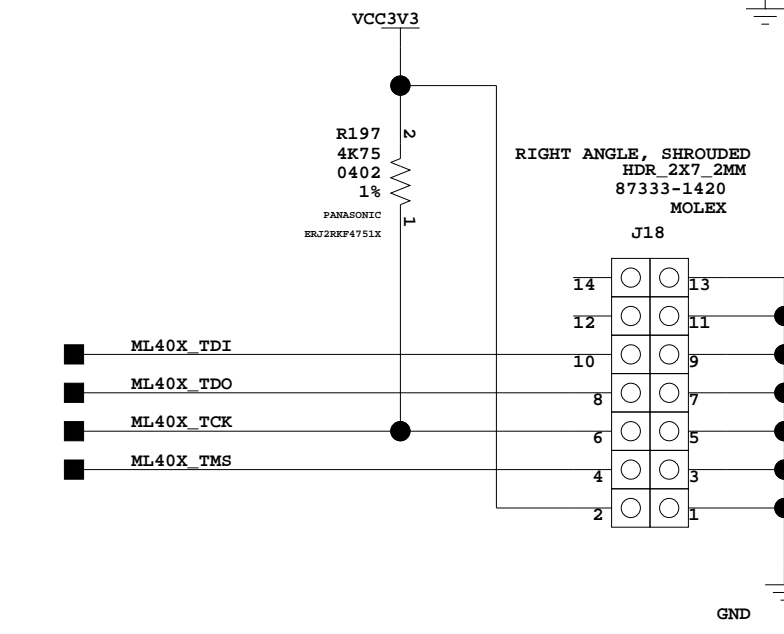 VCC3V3
R197
2
4K75
0402
1%
PANASONIC
1
ERJ2RKF4751X
RIGHT ANGLE, SHROUDED
HDR_2X7_2MM
87333-1420
MOLEX
J18
14
13
12
11
ML40X_TDI
10
9
ML40X_TDO
8
7
ML40X_TCK
6
5
ML40X_TMS
4
3
2
1
GND